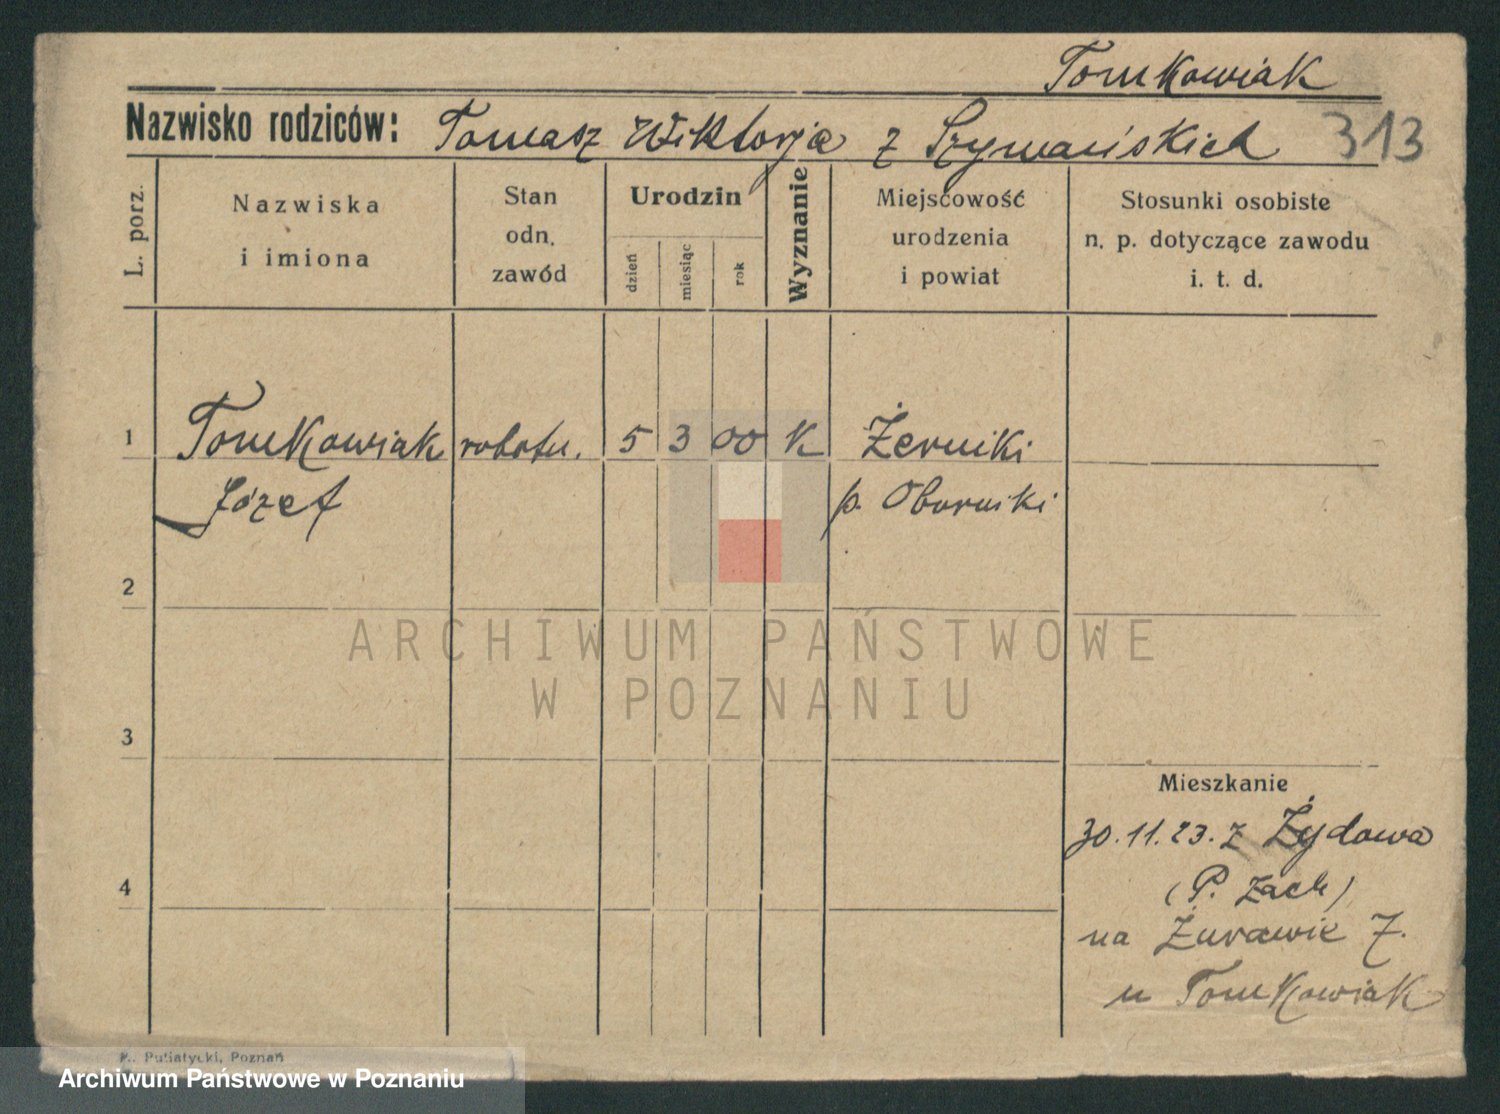 Tomkowiak
Nazwisko rodziców: Tomasz Wiktorja z Szymańskich 313
L. porz.
Nazwiska
i imiona
Stan
odn.
zawód
Urodzin
dzień
miesiąc
rok
Wyznanie
Miejscowość
urodzenia
i powiat
Stosunki osobiste
n. p. dotyczące zawodu
i. t. d.
1 Tomkowiak robotn. 5 3 00 K Żerniki
Józef p. Oborniki
2
ARCHIWUM PAŃSTWOWE
W POZNANIU
3
Mieszkanie
30.11.23. z Żydowa
4
(P. Zach)
na Żurawie 7.
u Tomkowiak
Putiatycki, Poznań
Archiwum Państwowe w Poznaniu